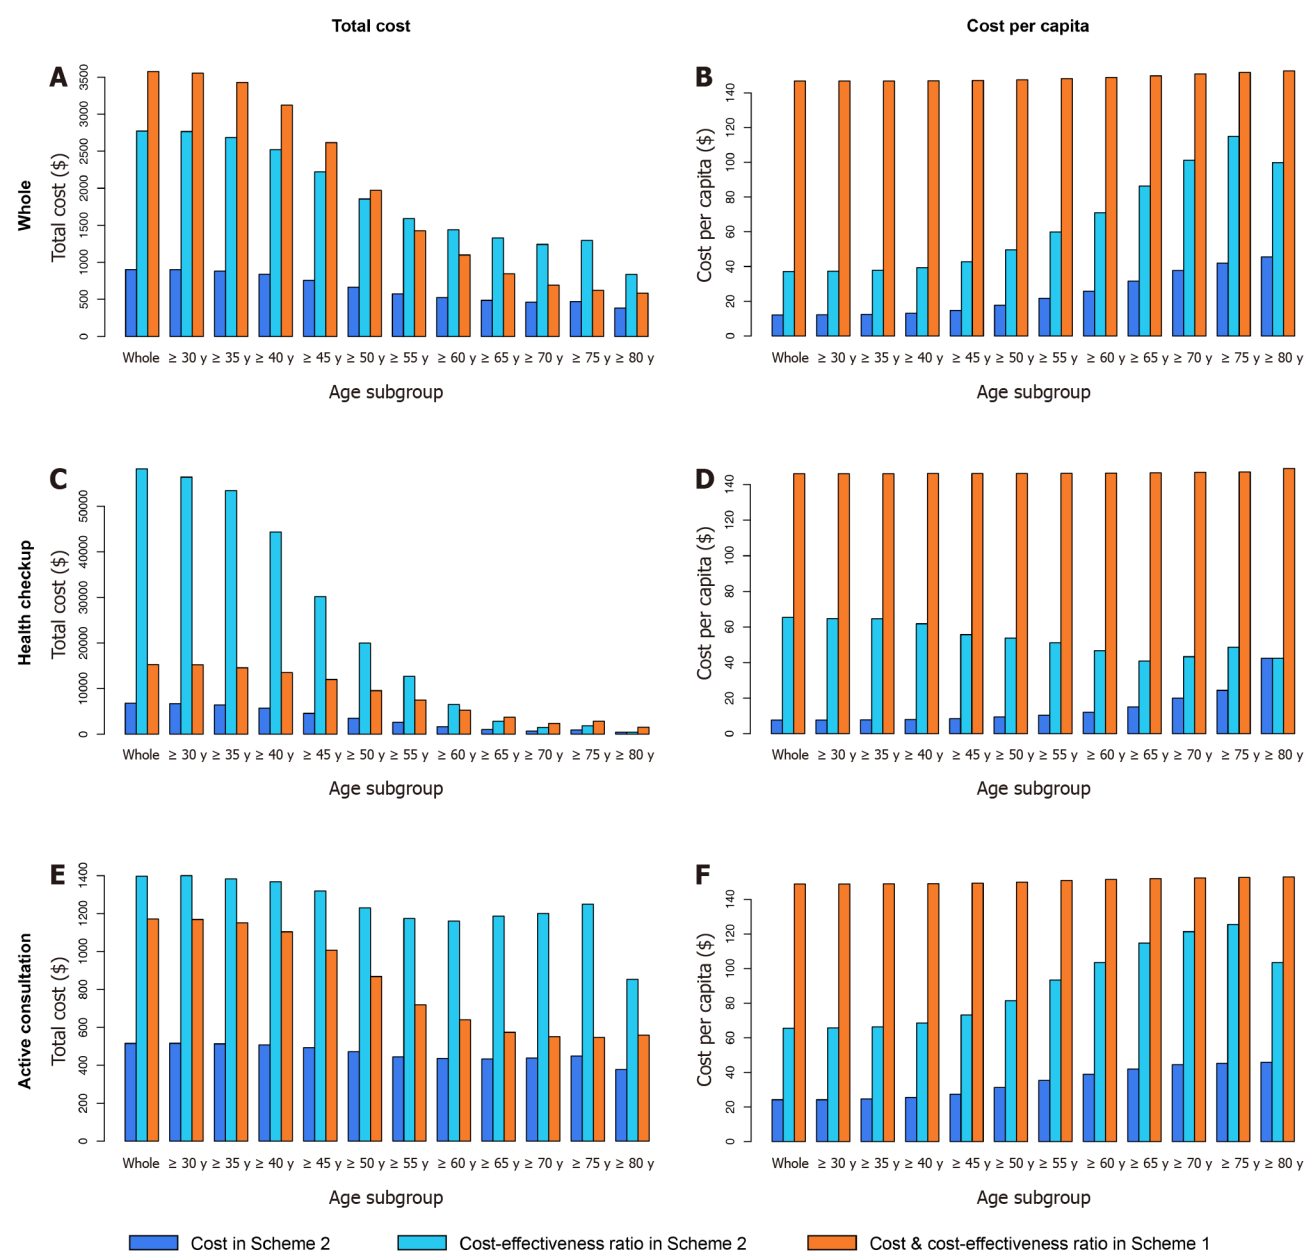 Total cost
Cost per capita
Whole
A
Total cost ($)
3500
3000
2500
2000
1500
1000
500
0
Whole ≥ 30 y ≥ 35 y ≥ 40 y ≥ 45 y ≥ 50 y ≥ 55 y ≥ 60 y ≥ 65 y ≥ 70 y ≥ 75 y ≥ 80 y
Age subgroup
B
Cost per capita ($)
140
120
100
80
60
40
20
0
Whole ≥ 30 y ≥ 35 y ≥ 40 y ≥ 45 y ≥ 50 y ≥ 55 y ≥ 60 y ≥ 65 y ≥ 70 y ≥ 75 y ≥ 80 y
Age subgroup
Health checkup
C
Total cost ($)
50000
40000
30000
20000
10000
0
Whole ≥ 30 y ≥ 35 y ≥ 40 y ≥ 45 y ≥ 50 y ≥ 55 y ≥ 60 y ≥ 65 y ≥ 70 y ≥ 75 y ≥ 80 y
Age subgroup
D
Cost per capita ($)
140
120
100
80
60
40
20
0
Whole ≥ 30 y ≥ 35 y ≥ 40 y ≥ 45 y ≥ 50 y ≥ 55 y ≥ 60 y ≥ 65 y ≥ 70 y ≥ 75 y ≥ 80 y
Age subgroup
Active consultation
E
Total cost ($)
1400
1200
1000
800
600
400
200
0
Whole ≥ 30 y ≥ 35 y ≥ 40 y ≥ 45 y ≥ 50 y ≥ 55 y ≥ 60 y ≥ 65 y ≥ 70 y ≥ 75 y ≥ 80 y
Age subgroup
F
Cost per capita ($)
140
120
100
80
60
40
20
0
Whole ≥ 30 y ≥ 35 y ≥ 40 y ≥ 45 y ≥ 50 y ≥ 55 y ≥ 60 y ≥ 65 y ≥ 70 y ≥ 75 y ≥ 80 y
Age subgroup
Cost in Scheme 2
Cost-effectiveness ratio in Scheme 2
Cost & cost-effectiveness ratio in Scheme 1